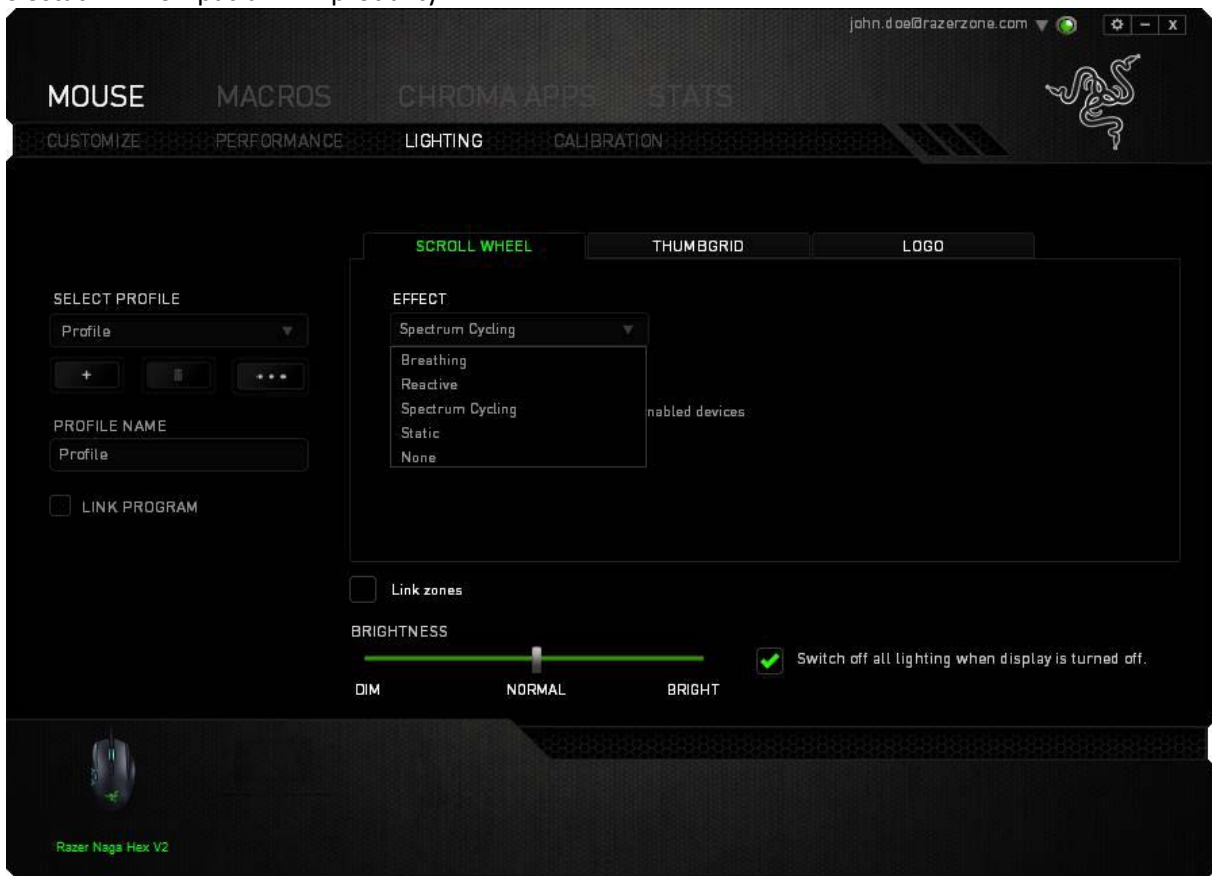 john.doe@razerzone.com
MOUSE MACROS CHROMA APPS STATS
CUSTOMIZE PERFORMANCE LIGHTING CALIBRATION
SCROLL WHEEL THUMBGRID LOGO
SELECT PROFILE
Profile
+
PROFILE NAME
Profile
LINK PROGRAM
EFFECT
Spectrum Cycling
Breathing
Reactive
Spectrum Cycling
nabled devices
Static
None
Link zones
BRIGHTNESS
DIM NORMAL BRIGHT
Switch off all lighting when display is turned off.
Razer Naga Hex V2